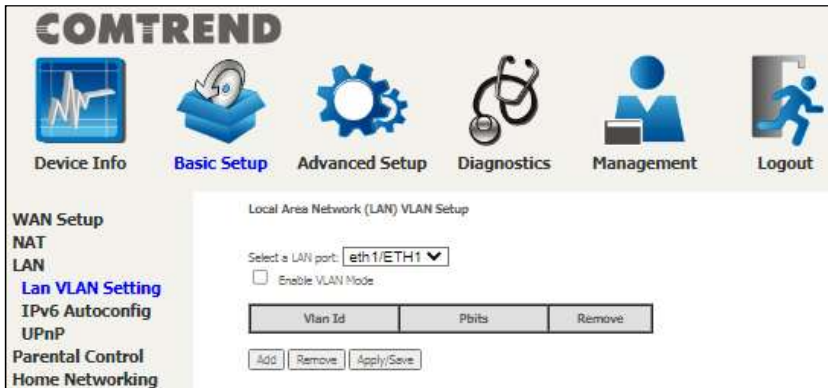 COMTREND
Device Info Basic Setup Advanced Setup Diagnostics Management Logout
WAN Setup
NAT
LAN
Lan VLAN Setting
IPv6 Autoconfig
UPnP
Parental Control
Home Networking
Local Area Network (LAN) VLAN Setup
Select a LAN port: eth1/ETH1
Enable VLAN Mode
Vlan Id Pbits Remove
Add Remove Apply/Save